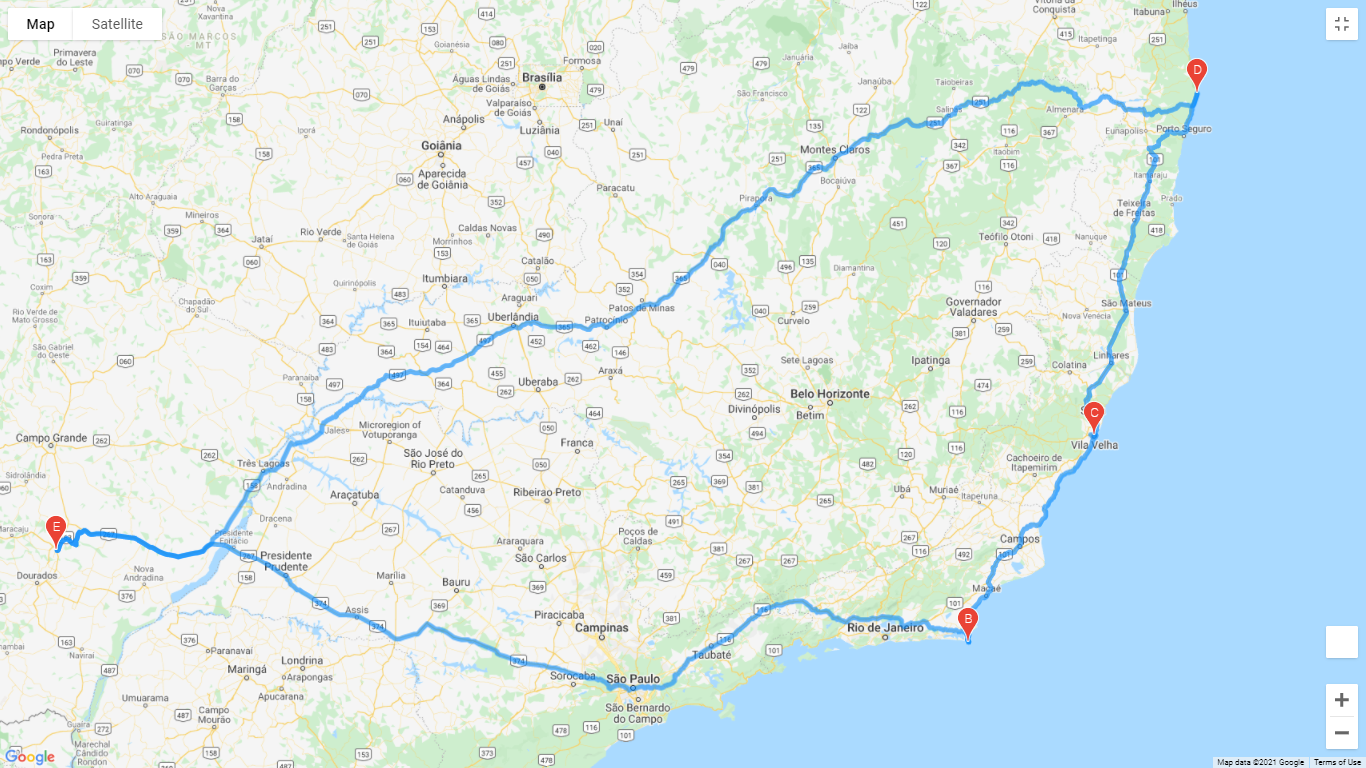 Map
Satellite
Nova
Xavantina
SÃO MARCOS
MT
Primavera
do Leste
Barra do
Garças
Goianésia
Águas Lindas
de Goiás
Formosa
Brasília
Valparaíso
de Goiás
Luziânia
Anápolis
Goiânia
Aparecida
de Goiânia
Unaí
Paracatu
São Francisco
Januária
Janaúba
Jaíba
Taiobeiras
Salinas
Vitória da
Conquista
Itabuna
Ilhéus
Itapetinga
Almenara
Eunápolis
Porto Seguro
D
Itaobim
Montes Claros
Bocaiúva
Pirapora
Itamaraju
Prado
Teixeira
de Freitas
Teófilo Otoni
Nanuque
Rondonópolis
Guiratinga
Pedra Preta
Iporá
Alto Araguaia
Sonora
Mineiros
Jataí
Rio Verde
Santa Helena
de Goiás
Caldas Novas
Morrinhos
Catalão
Itumbiara
Quirinópolis
Coxim
Chapadão
do Sul
Rio Verde de
Mato Grosso
São Gabriel
do Oeste
Araguari
Uberlândia
Ituiutaba
Patos de Minas
Patrocínio
Diamantina
Curvelo
Governador
Valadares
São Mateus
Nova Venécia
Linhares
Colatina
Ipatinga
Sete Lagoas
Belo Horizonte
Betim
Divinópolis
Araxá
Uberaba
Paranaíba
Campo Grande
Sidrolândia
Jales
Microregion of
Votuporanga
São José do
Rio Preto
Franca
C
Vila Velha
Cachoeiro de
Itapemirim
Três Lagoas
Andradina
Araçatuba
Catanduva
Ribeirao Preto
Ubá
Muriaé
Itaperuna
Campos
Maracaju
E
Dourados
Nova
Andradina
Dracena
Presidente
Epitácio
Presidente
Prudente
Marília
Bauru
Araraquara
São Carlos
Poços de
Caldas
Macaé
B
Rio de Janeiro
Assis
Piracicaba
Campinas
Taubaté
Naviraí
Paranavaí
Maringá
Londrina
Arapongas
Apucarana
Umuarama
Campo
Mourão
Sorocaba
São Paulo
São Bernardo
do Campo
Guaíra
Marechal
Cândido
Rondon
Google
Map data ©2021 Google
Terms of Use